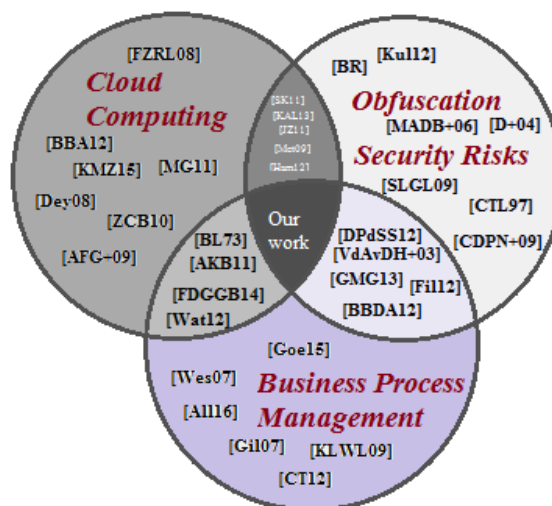 [FZRL08]
Cloud
Computing
[BBA12]
[KMZ15]
[MG11]
[Dey08]
[ZCB10]
[AFG+09]
[SK11]
[KAL13]
[JZ11]
Our
work
[BR]
[Kul12]
Obfuscation
[MADB+06]
[D+04]
Security Risks
[SLGL09]
[CTL97]
[CDPN+09]
[BL73]
[AKB11]
[FDGGB14]
[Wat12]
[DPdSS12]
[VdAvDH+03]
[GMG13]
[Fil12]
[BBDA12]
[Goe15]
[Wes07]
Business Process
Management
[All16]
[Gil07]
[KLWL09]
[CT12]